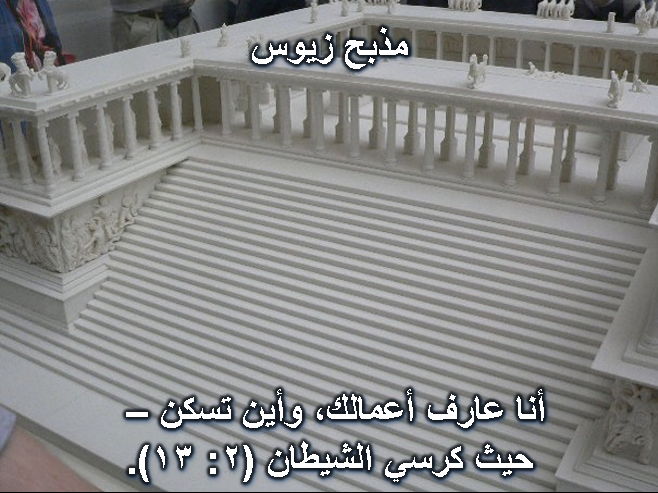 مذبح زيوس
أنا عارف أعمالك، وأين تسكن –
حيث كرسي الشيطان (٢: ١٣).